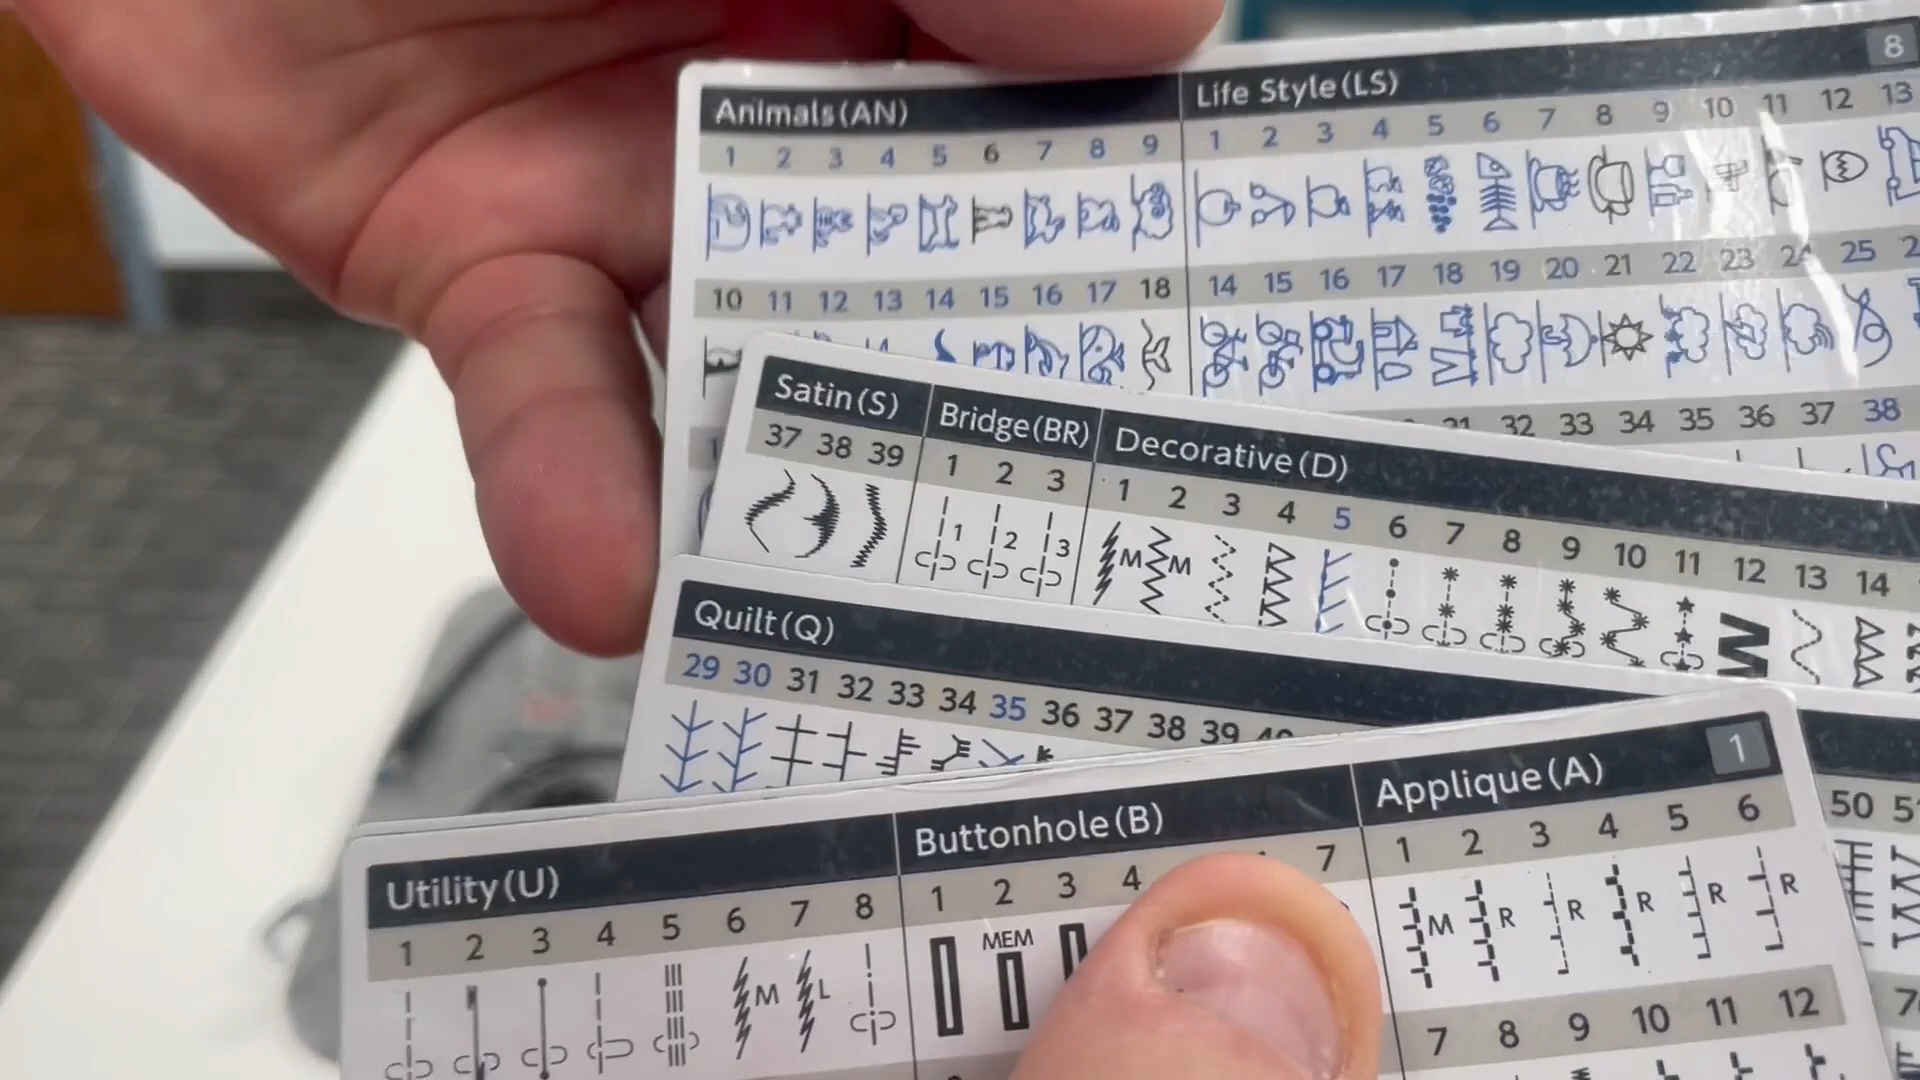 8
Animals(AN)
Life Style(LS)
1 2 3 4 5 6 7 8 9
1 2 3 4 5 6 7 8 9 10 11 12 13
10 11 12 13 14 15 16 17 18
14 15 16 17 18 19 20 21 22 23 24 25
32 33 34 35 36 37 38
Satin(S)
Bridge(BR)
Decorative(D)
37 38 39
1 2 3
1 2 3 4 5 6 7 8 9 10 11 12 13 14
1 2 3
M M
Quilt(Q)
29 30 31 32 33 34 35 36 37 38 39
50
Utility(U)
Buttonhole(B)
Applique(A)
1
1 2 3 4 5 6 7 8
1 2 3 4 7
1 2 3 4 5 6
M L
MEM
M R R R R R
7 8 9 10 11 12